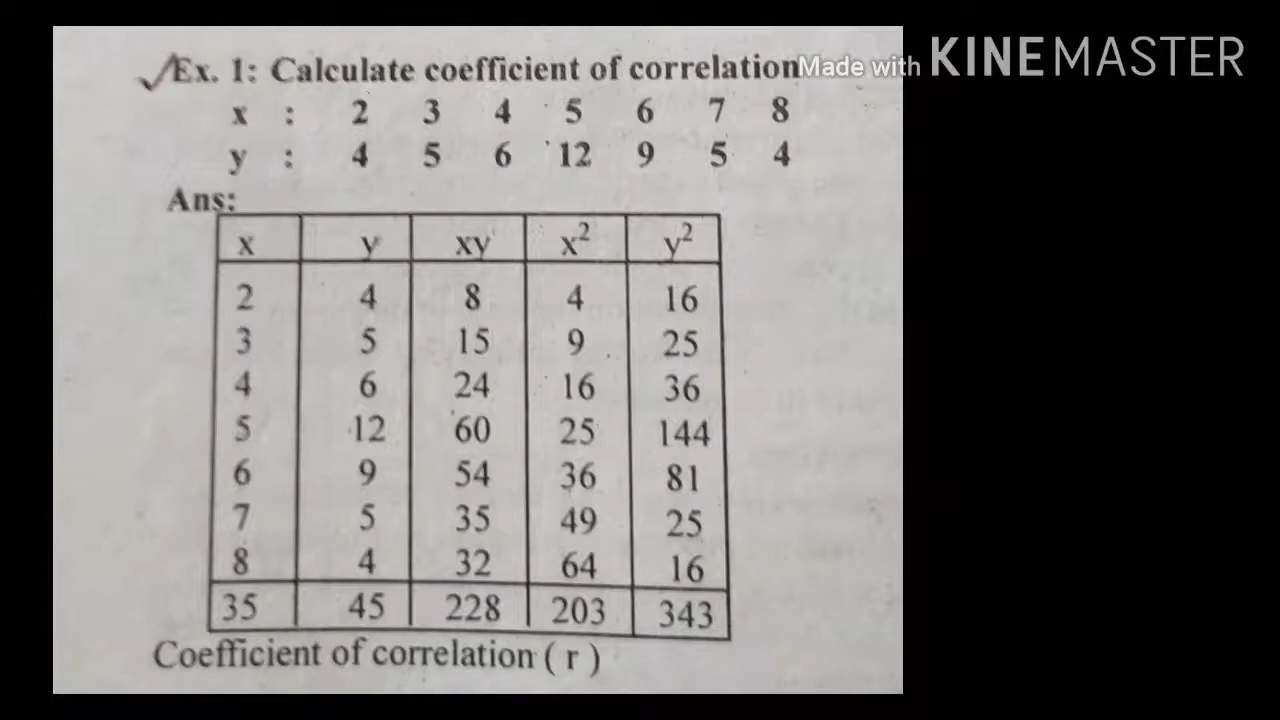 Ex. 1: Calculate coefficient of correlation
Made with KINEMASTER
x : 2 3 4 5 6 7 8
y : 4 5 6 12 9 5 4
Ans:
x y xy x² y²
2 4 8 4 16
3 5 15 9 25
4 6 24 16 36
5 12 60 25 144
6 9 54 36 81
7 5 35 49 25
8 4 32 64 16
35 45 228 203 343
Coefficient of correlation ( r )